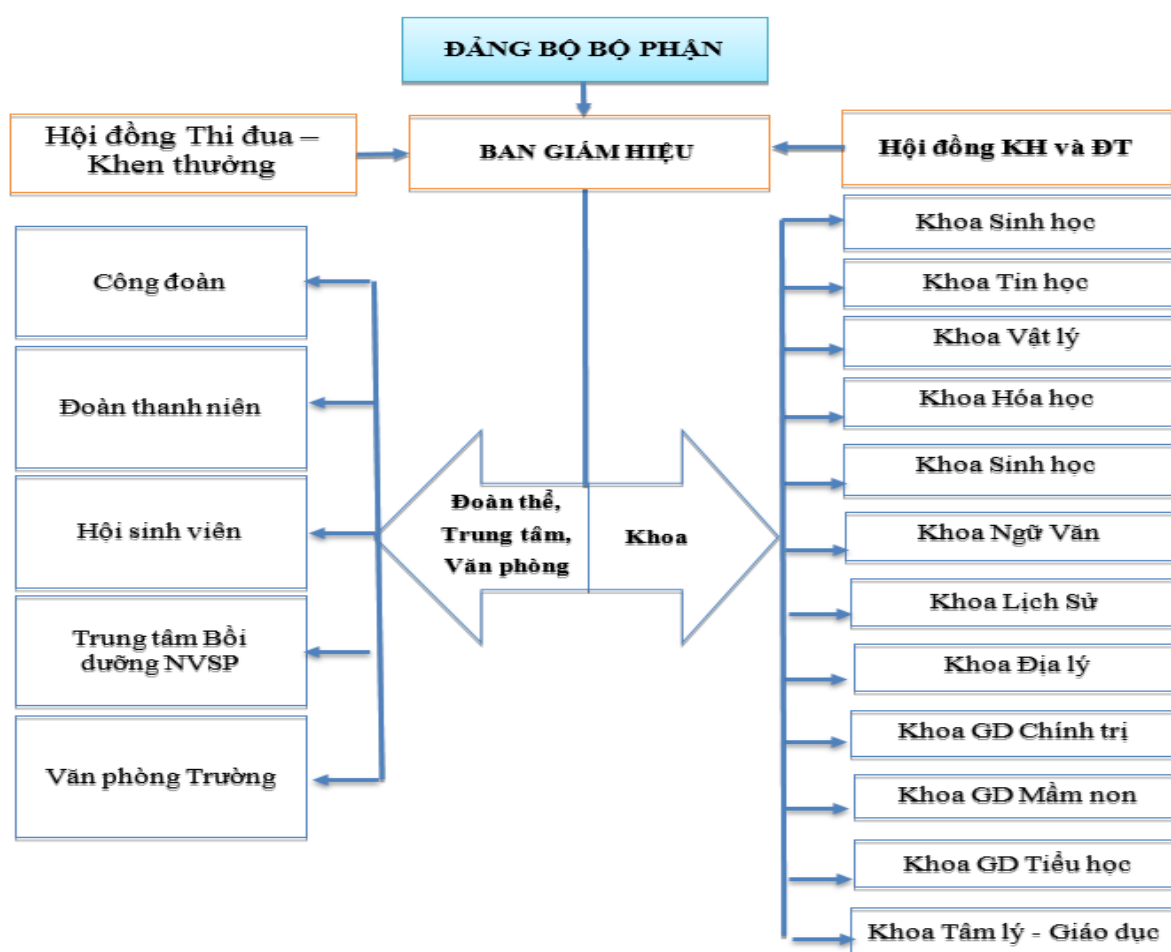 ĐẢNG BỘ BỘ PHẬN
Hội đồng Thi đua –
Khen thưởng
BAN GIÁM HIỆU
Hội đồng KH và ĐT
Công đoàn
Đoàn thanh niên
Hội sinh viên
Trung tâm Bồi
dưỡng NVSP
Văn phòng Trường
Đoàn thể,
Trung tâm,
Văn phòng
Khoa
Khoa Sinh học
Khoa Tin học
Khoa Vật lý
Khoa Hóa học
Khoa Sinh học
Khoa Ngữ Văn
Khoa Lịch Sử
Khoa Địa lý
Khoa GD Chính trị
Khoa GD Mầm non
Khoa GD Tiểu học
Khoa Tâm lý - Giáo dục